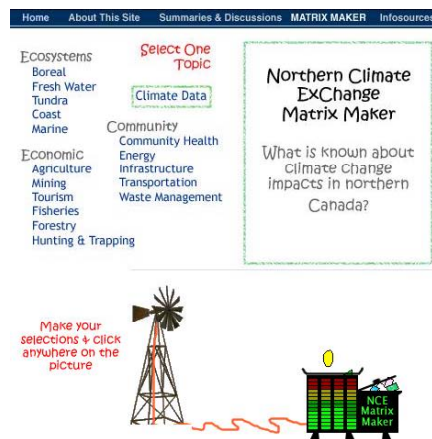 Home About This Site Summaries & Discussions MATRIX MAKER Infosources
Select One
Topic
Ecosystems
Boreal
Fresh Water
Tundra
Coast
Marine
Climate Data
Community
Community Health
Energy
Infrastructure
Transportation
Waste Management
Economic
Agriculture
Mining
Tourism
Fisheries
Forestry
Hunting & Trapping
Northern Climate
ExChange
Matrix Maker
What is known about
climate change
impacts in northern
Canada?
Make your
selections & click
anywhere on the
picture
NCE
Matrix
Maker